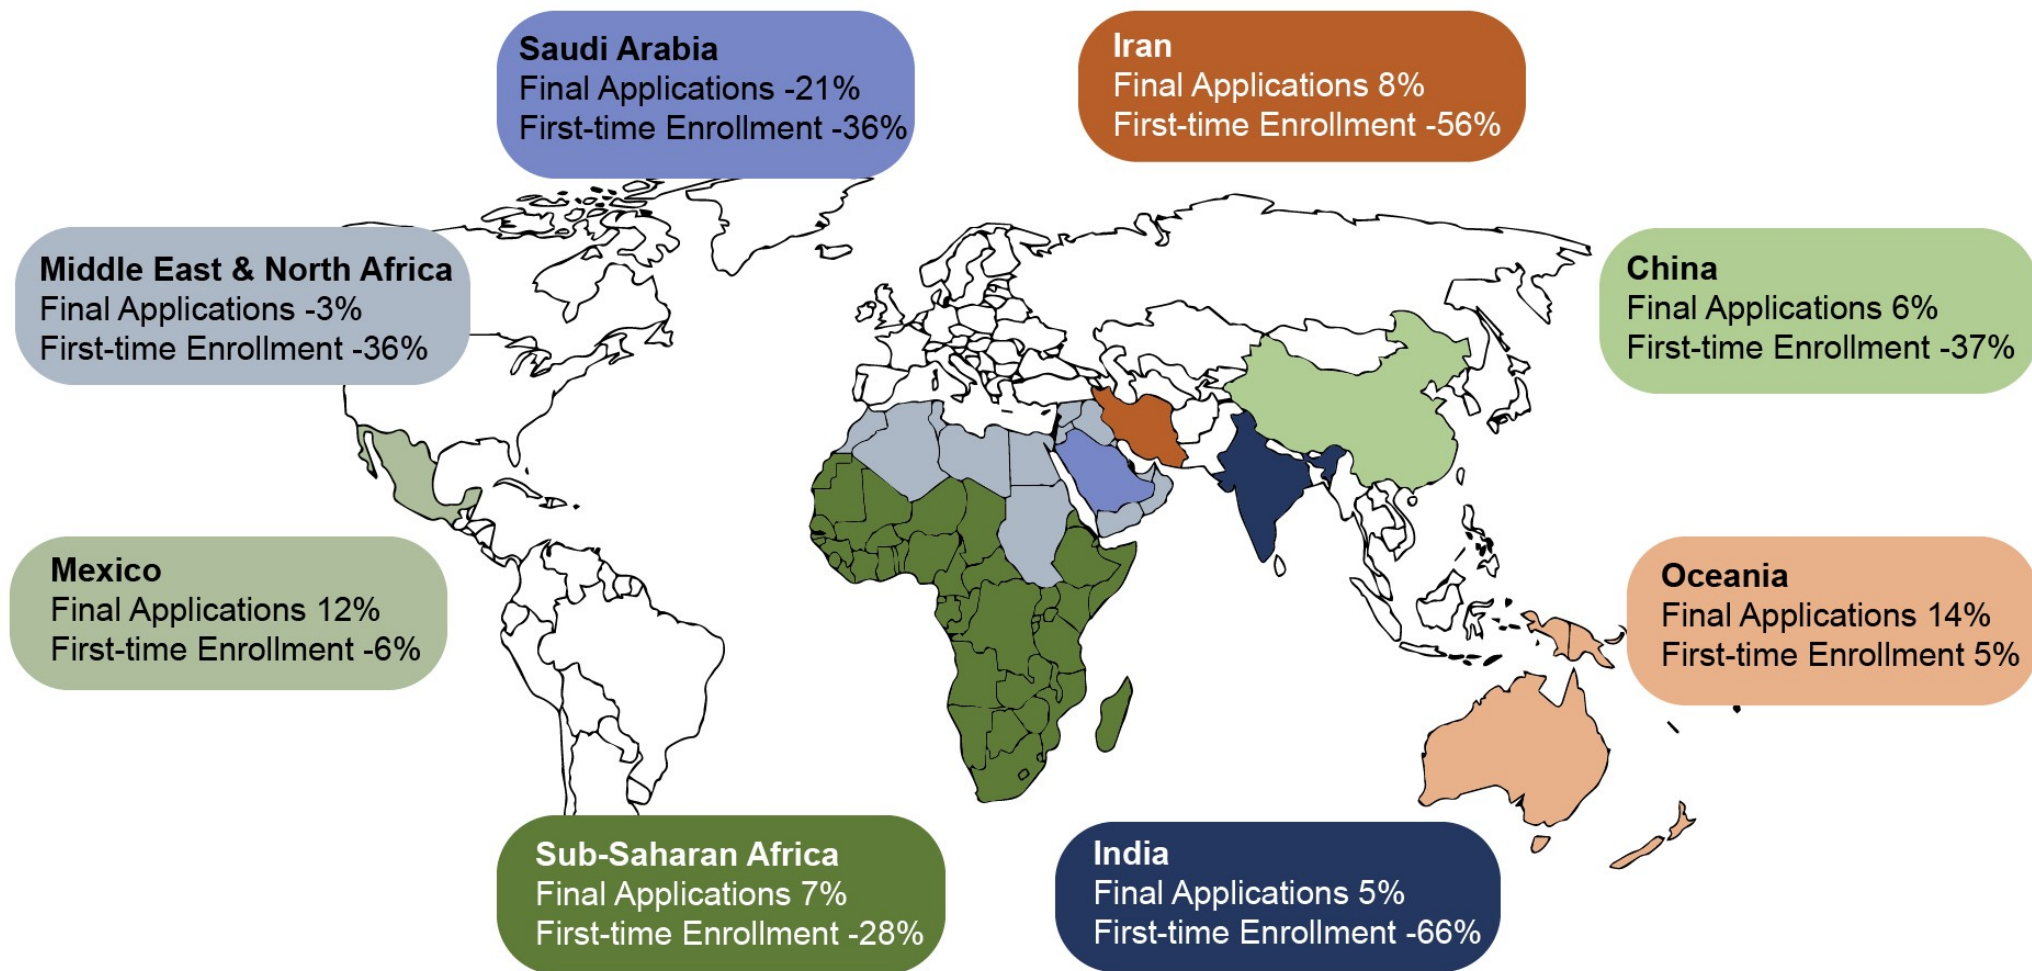 Saudi Arabia
Final Applications -21%
First-time Enrollment -36%
Iran
Final Applications 8%
First-time Enrollment -56%
Middle East & North Africa
Final Applications -3%
First-time Enrollment -36%
China
Final Applications 6%
First-time Enrollment -37%
Mexico
Final Applications 12%
First-time Enrollment -6%
Oceania
Final Applications 14%
First-time Enrollment 5%
Sub-Saharan Africa
Final Applications 7%
First-time Enrollment -28%
India
Final Applications 5%
First-time Enrollment -66%